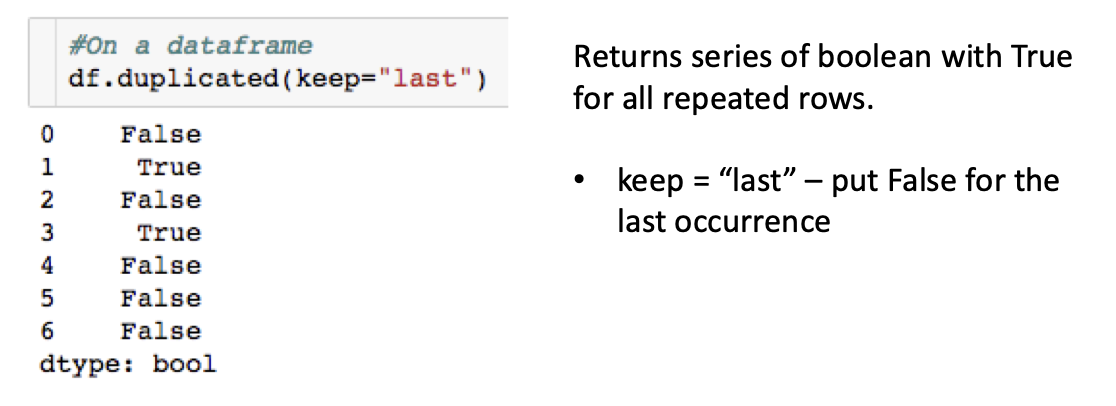 #On a dataframe
df.duplicated(keep="last")
0 False
1 True
2 False
3 True
4 False
5 False
6 False
dtype: bool
Returns series of boolean with True
for all repeated rows.
• keep = “last” – put False for the
last occurrence